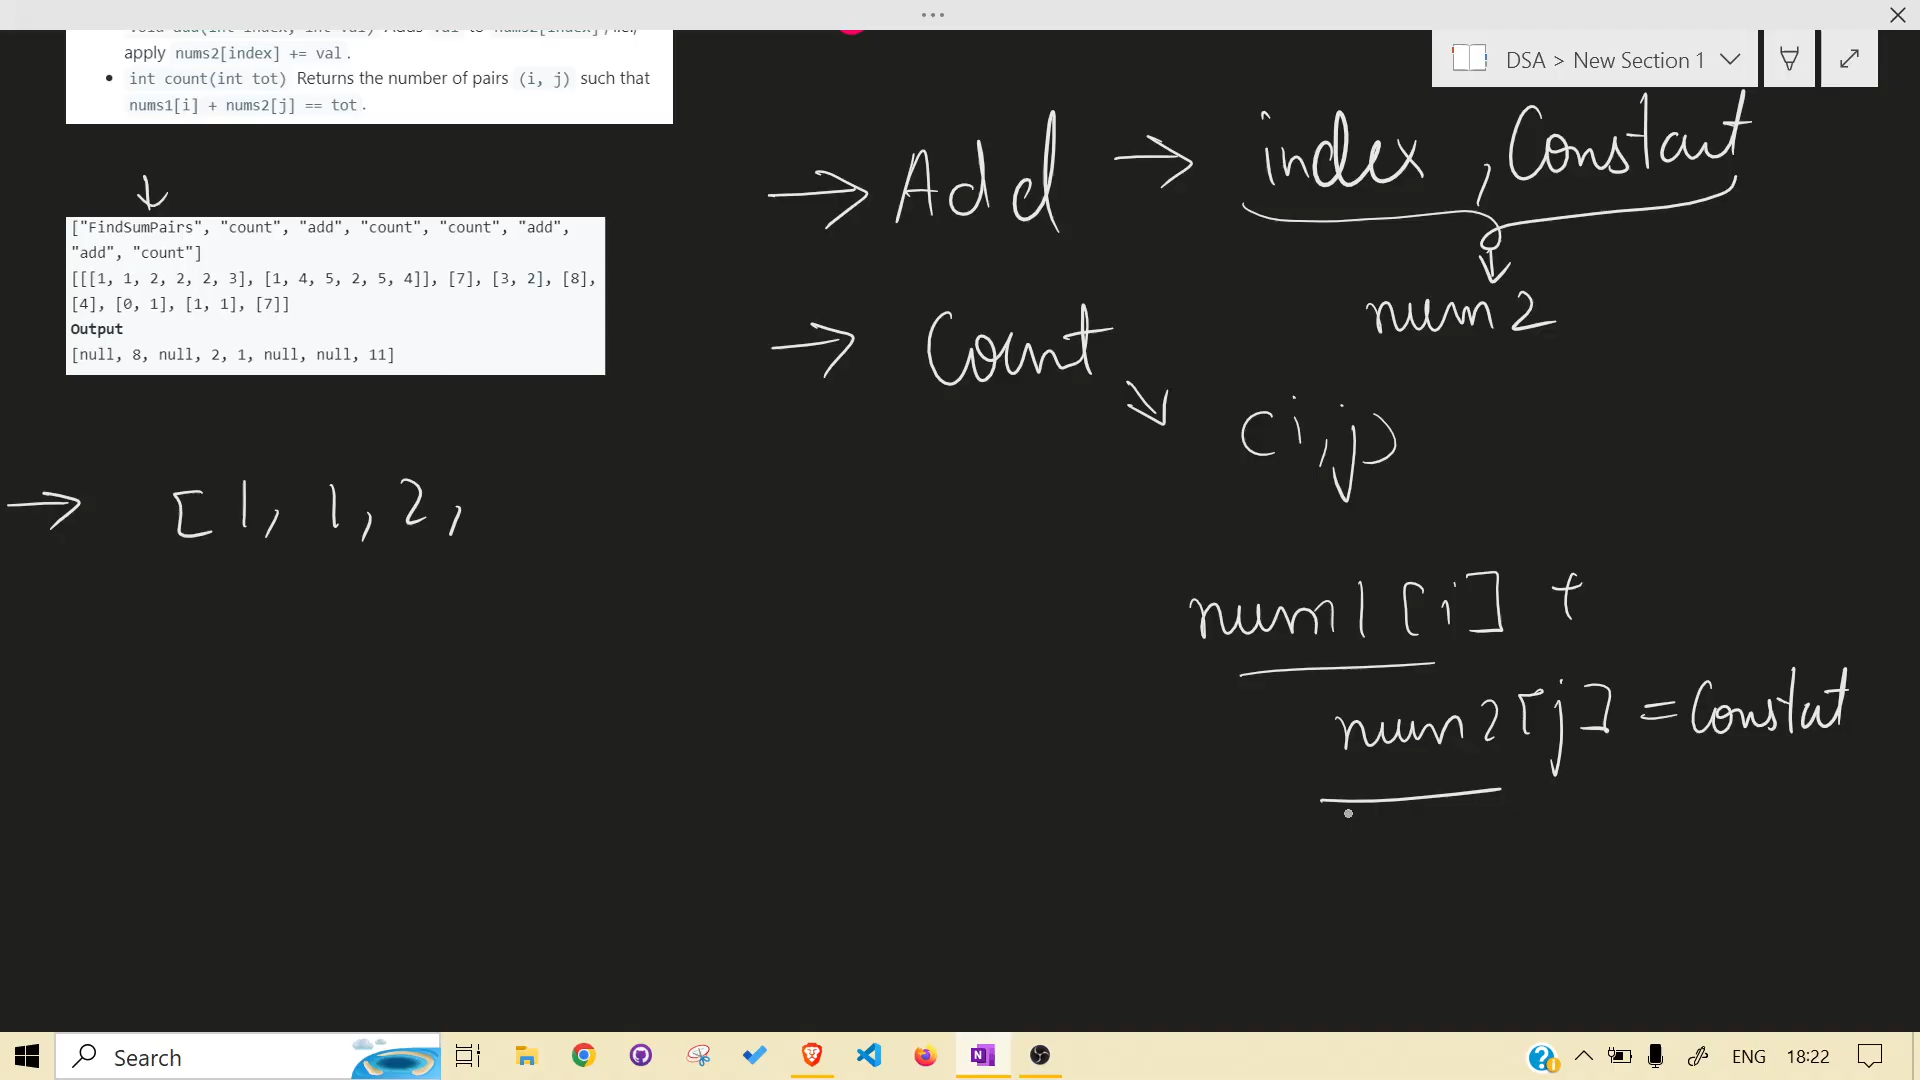 DSA > New Section 1
apply nums2[index] += val.
• int count(int tot) Returns the number of pairs (i, j) such that
nums1[i] + nums2[j] == tot.
["FindSumPairs", "count", "add", "count", "count", "add",
"add", "count"]
[[[1, 1, 2, 2, 2, 3], [1, 4, 5, 2, 5, 4]], [7], [3, 2], [8],
[4], [0, 1], [1, 1], [7]]
Output
[null, 8, null, 2, 1, null, null, 11]
→ [1, 1, 2,
→ Add → index, Constant
num2
→ Count
(i,j)
num1[i] +
num2[j] = Constat
Search
ENG 18:22